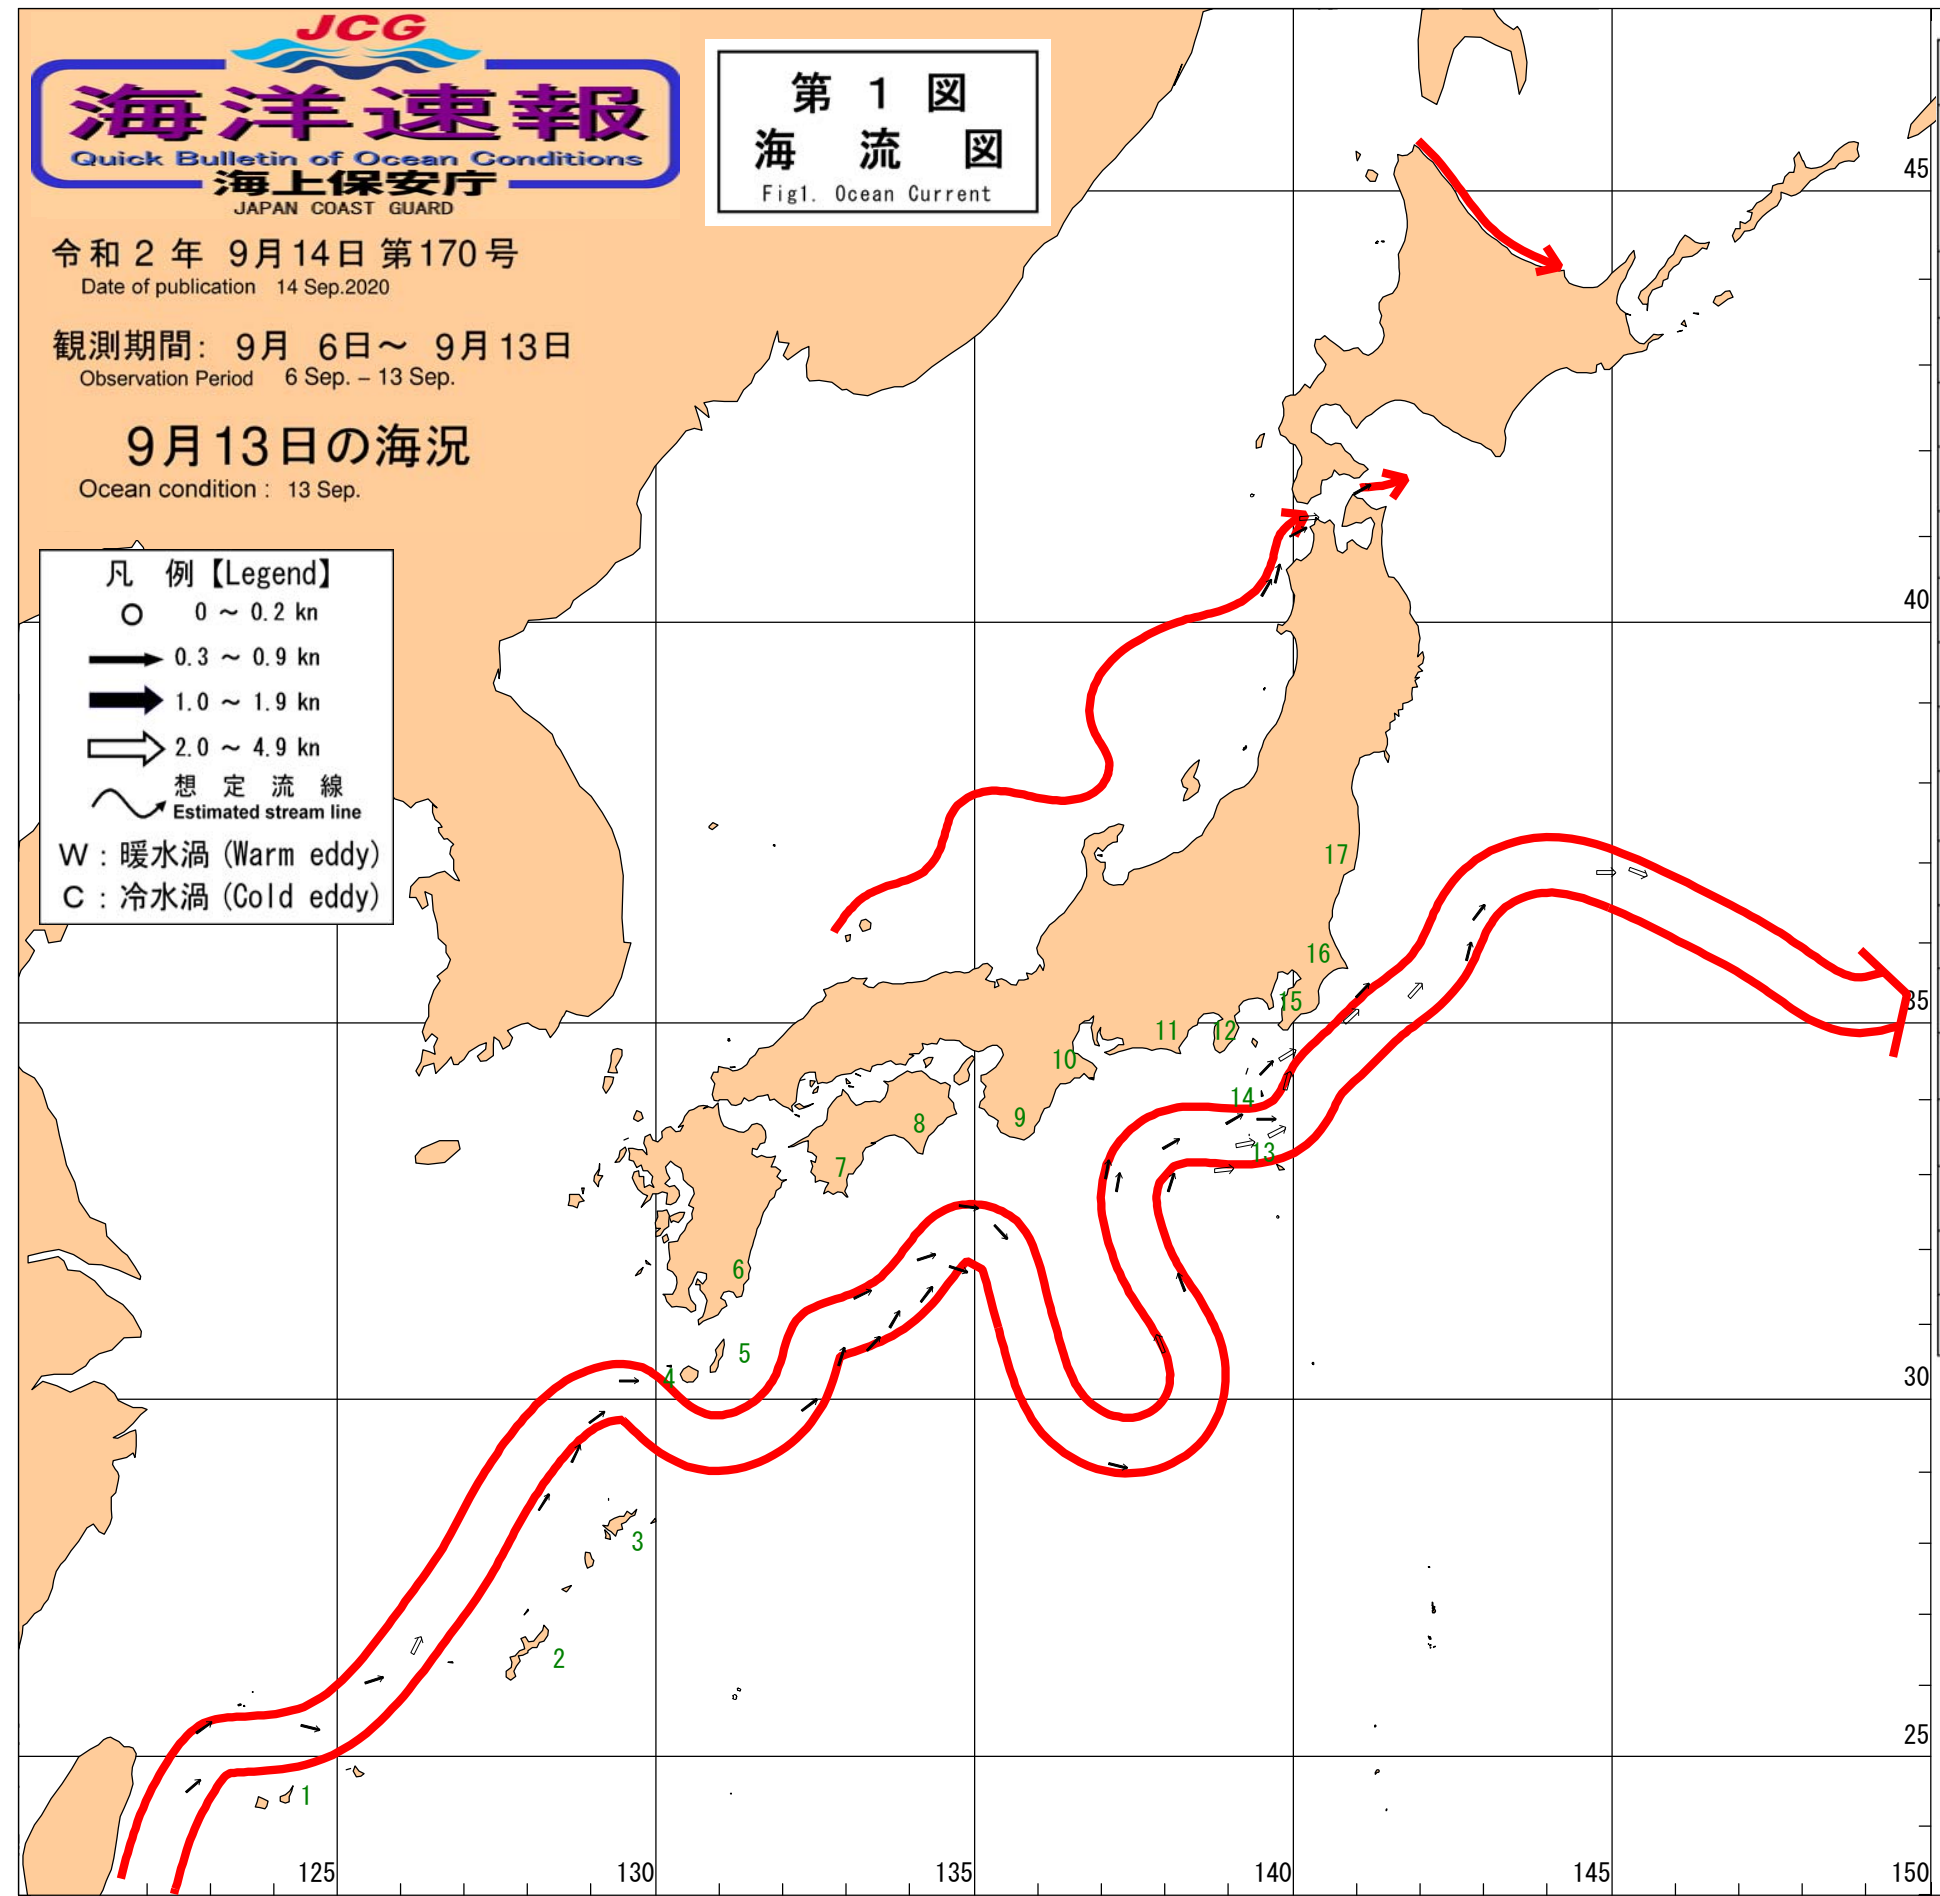 JCG
海洋速報
Quick Bulletin of Ocean Conditions
海上保安庁
JAPAN COAST GUARD
第 1 図
海 流 図
Fig1. Ocean Current
令和 2 年 9月14日 第170号
Date of publication 14 Sep.2020
観測期間: 9月 6日～ 9月13日
Observation Period 6 Sep. – 13 Sep.
9月13日の海況
Ocean condition : 13 Sep.
凡 例【Legend】
0 ～ 0.2 kn
0.3 ～ 0.9 kn
1.0 ～ 1.9 kn
2.0 ～ 4.9 kn
想 定 流 線
Estimated stream line
W : 暖水渦 (Warm eddy)
C : 冷水渦 (Cold eddy)
45
40
17
16
35
15
12
11
10
14
9
8
13
7
6
5
4
30
3
2
25
1
125
130
135
140
145
150